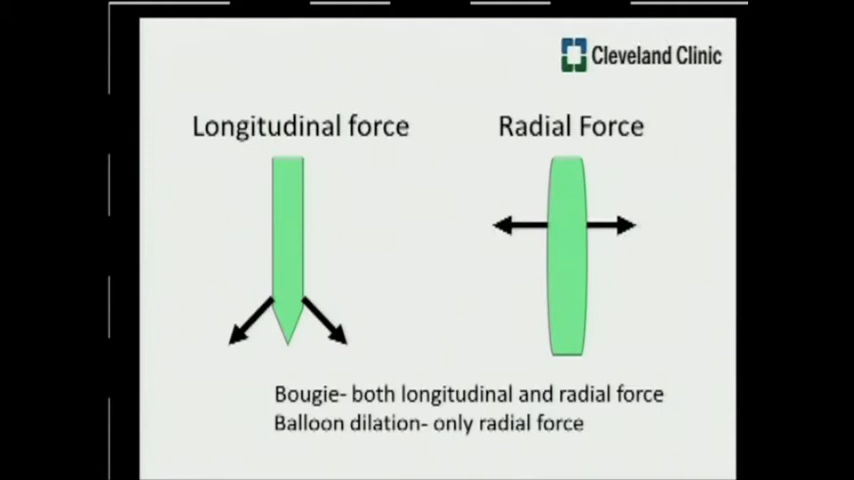 Cleveland Clinic
Longitudinal force
Radial Force
Bougie- both longitudinal and radial force
Balloon dilation- only radial force